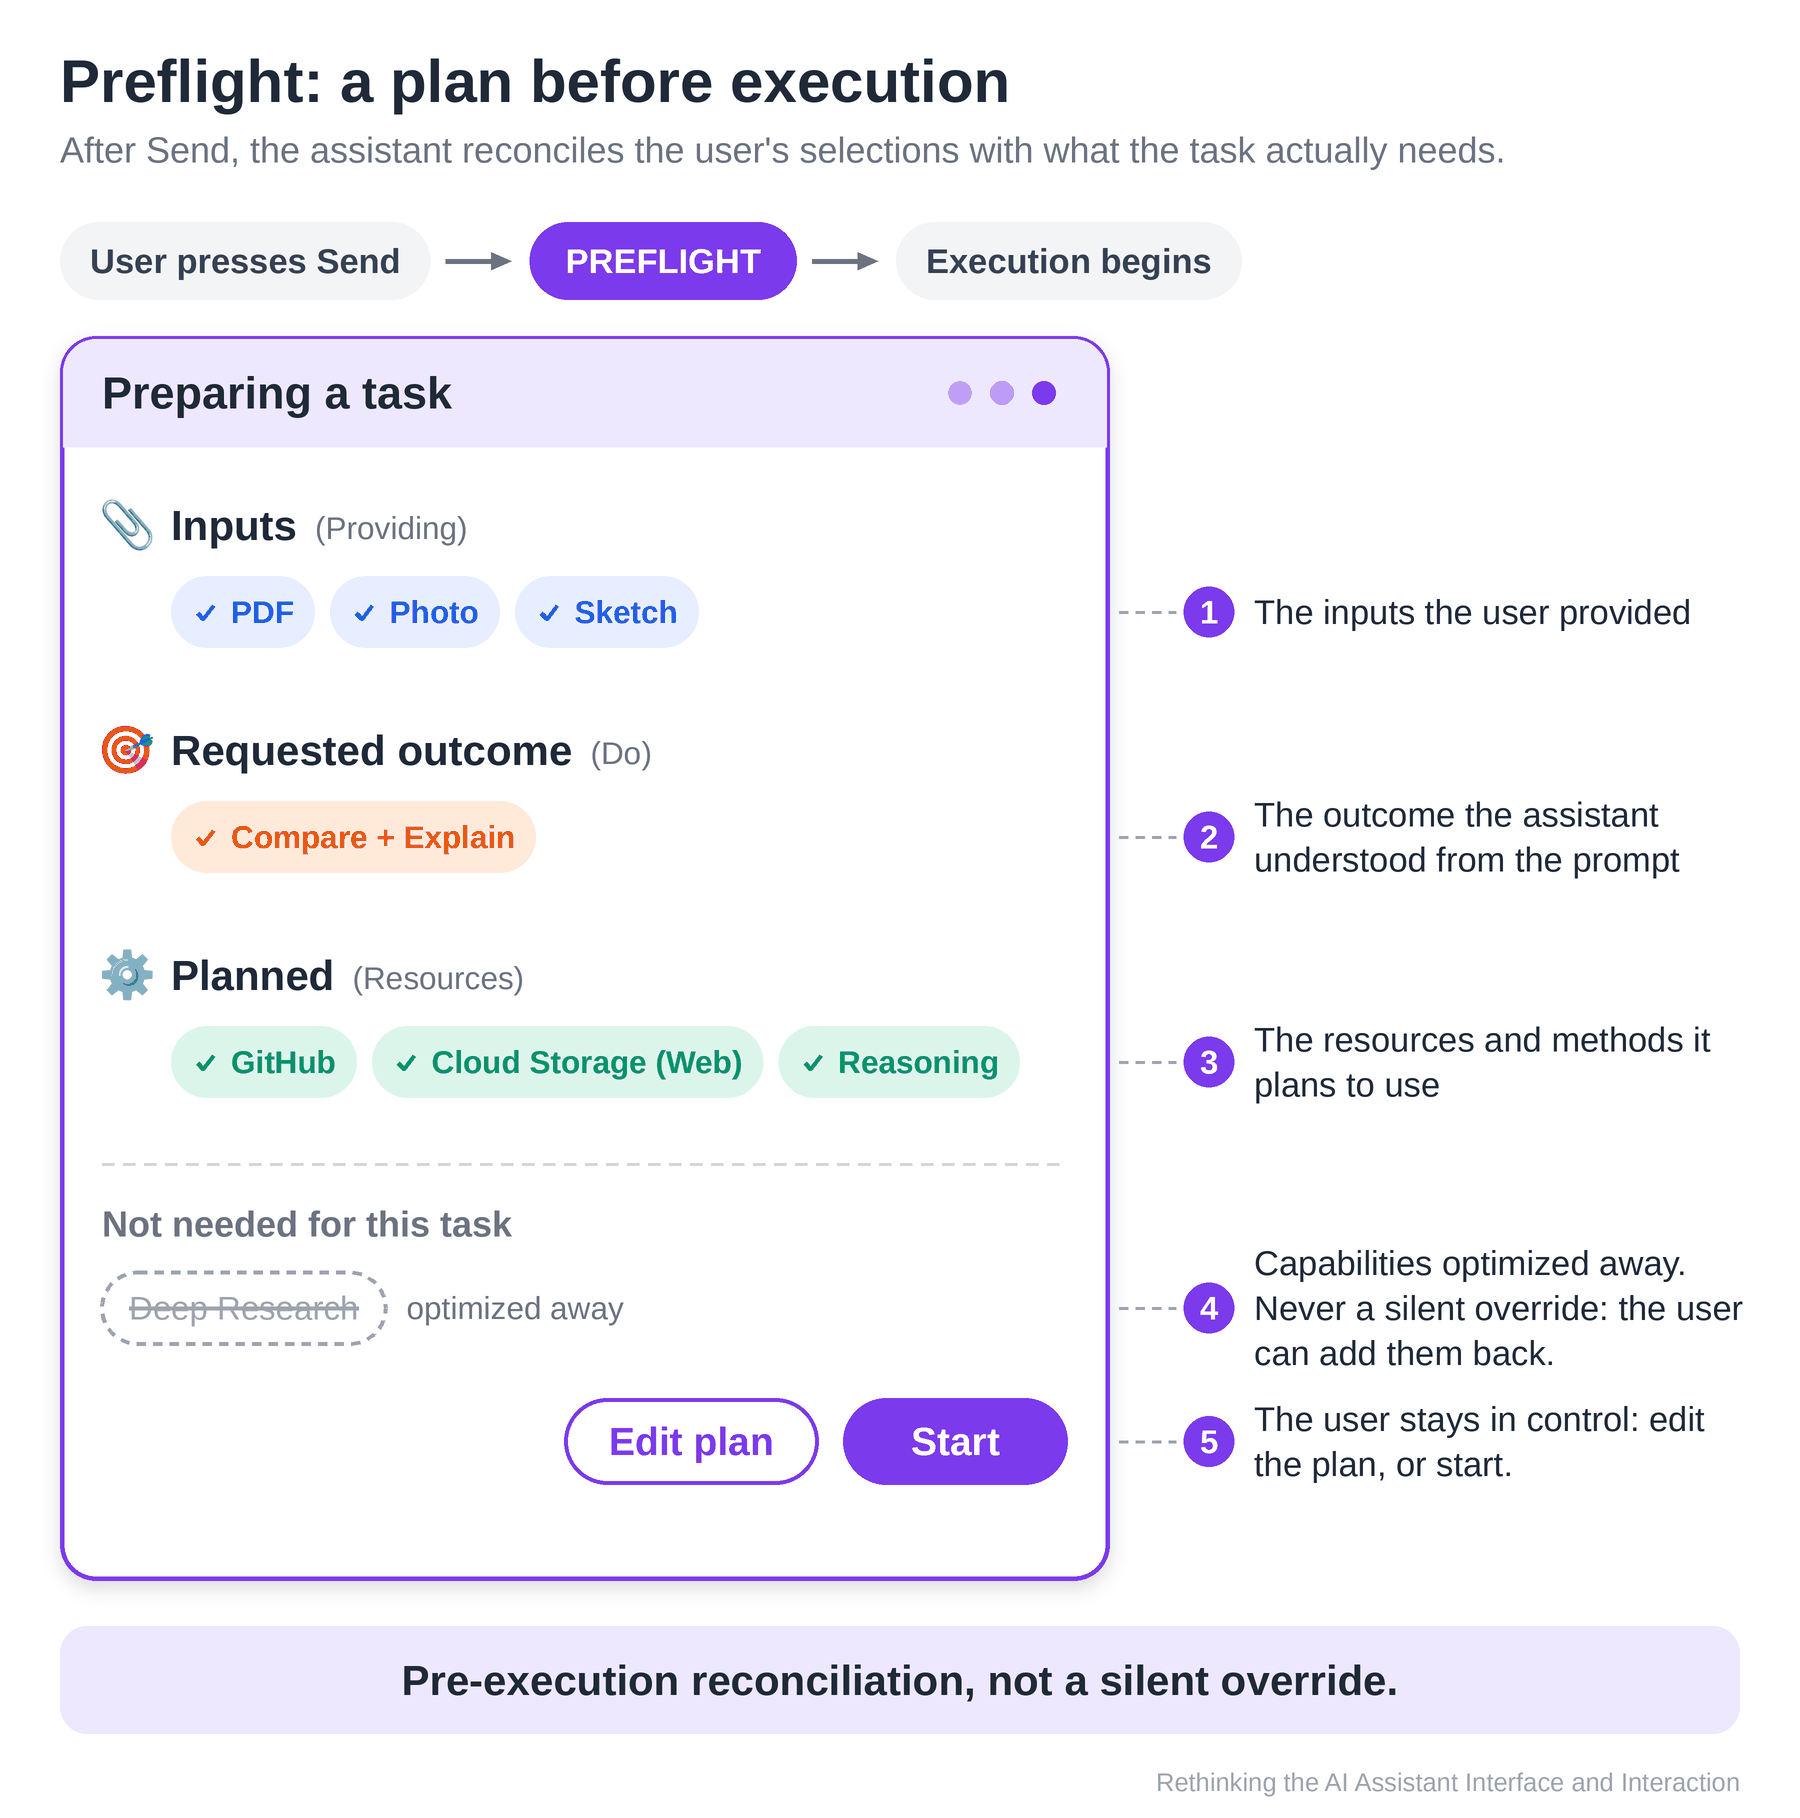 Preflight: a plan before execution
After Send, the assistant reconciles the user's selections with what the task actually needs.
User presses Send
PREFLIGHT
Execution begins
Preparing a task
Inputs (Providing)
PDF
Photo
Sketch
1
The inputs the user provided
Requested outcome (Do)
Compare + Explain
2
The outcome the assistant
understood from the prompt
Planned (Resources)
GitHub
Cloud Storage (Web)
Reasoning
3
The resources and methods it
plans to use
Not needed for this task
Deep Research
optimized away
4
Capabilities optimized away.
Never a silent override: the user
can add them back.
Edit plan
Start
5
The user stays in control: edit
the plan, or start.
Pre-execution reconciliation, not a silent override.
Rethinking the AI Assistant Interface and Interaction